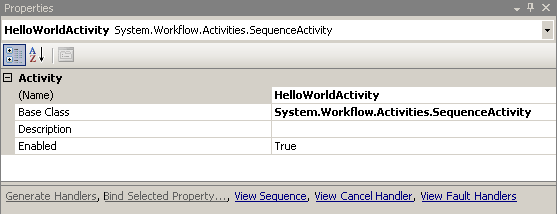 Properties
HelloWorldActivity System.Workflow.Activities.SequenceActivity
Activity
(Name) HelloWorldActivity
Base Class System.Workflow.Activities.SequenceActivity
Description
Enabled True
Generate Handlers, Bind Selected Property..., View Sequence, View Cancel Handler, View Fault Handlers